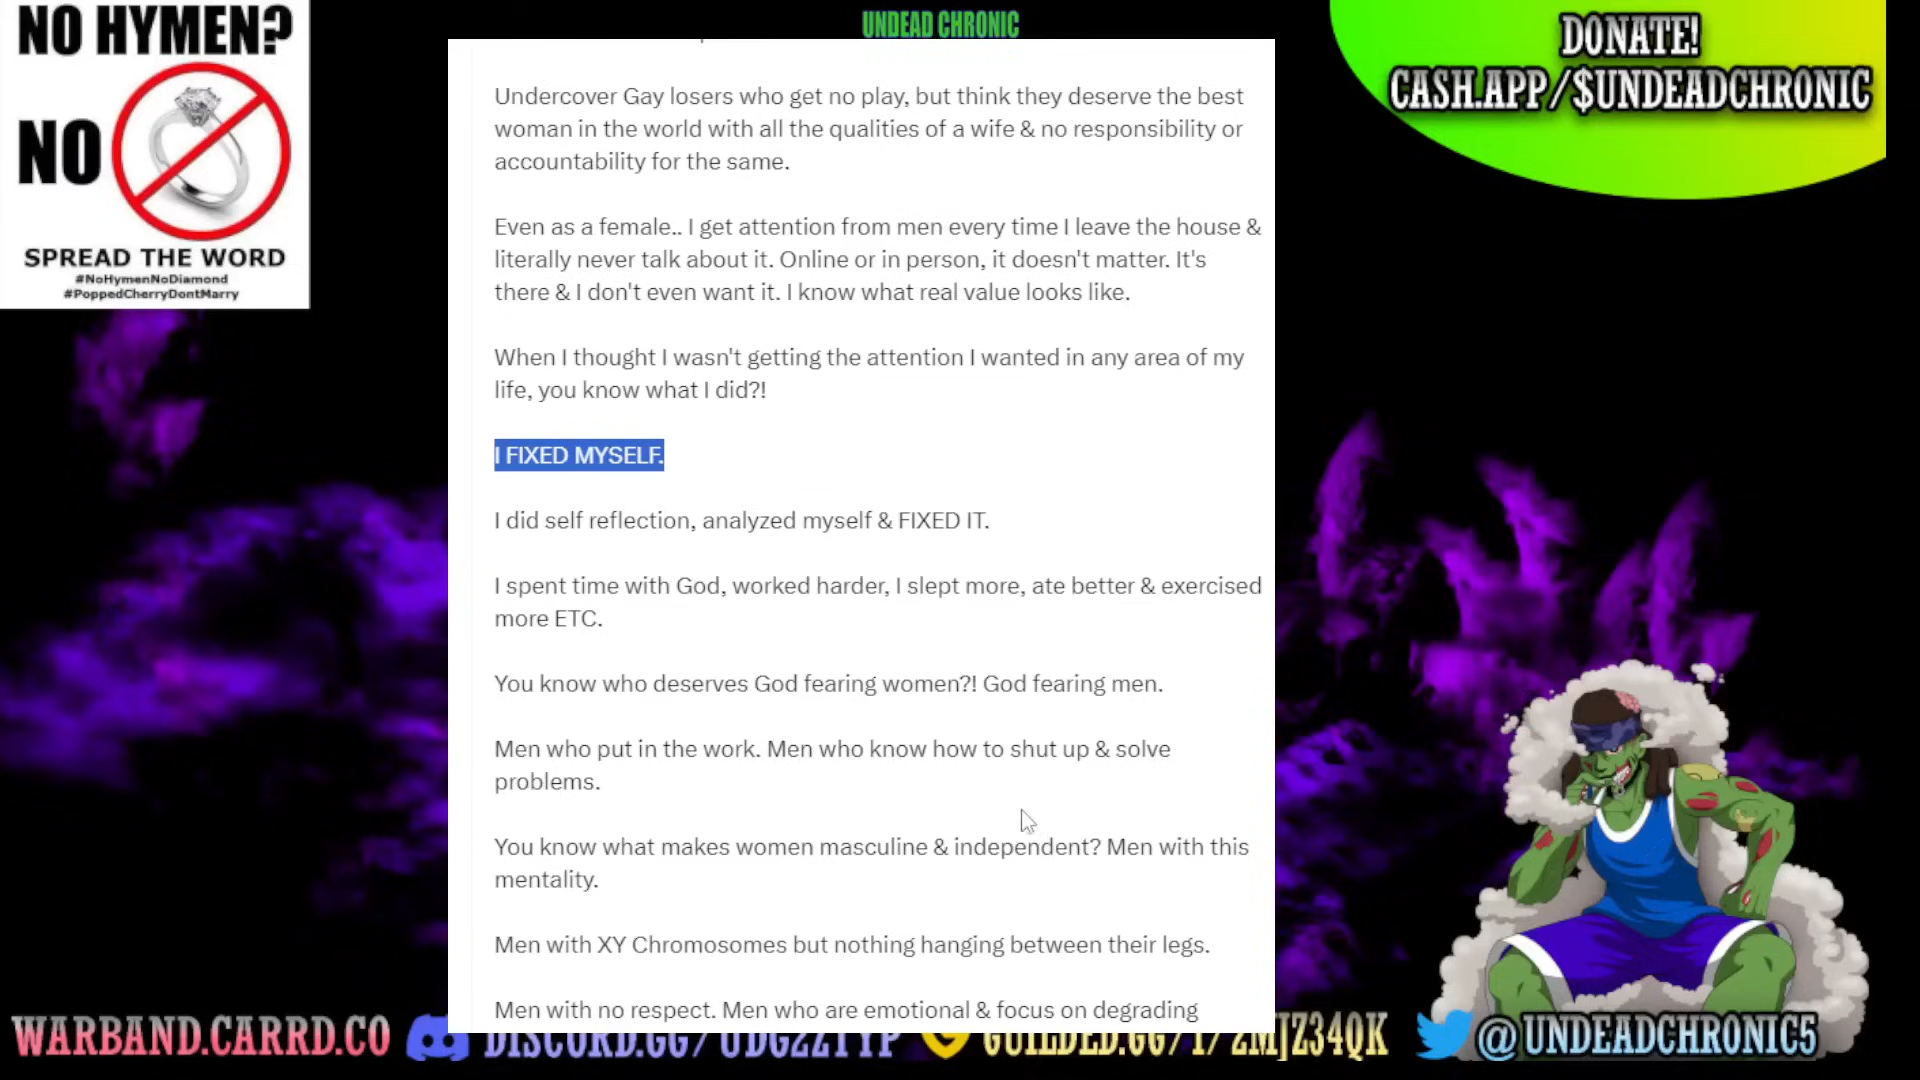 NO HYMEN?
NO
SPREAD THE WORD
#NoHymenNoDiamond
#PoppedCherryDontMarry
UNDEAD CHRONIC
DONATE!
CASH.APP/$UNDEADCHRONIC
Undercover Gay losers who get no play, but think they deserve the best
woman in the world with all the qualities of a wife & no responsibility or
accountability for the same.
Even as a female.. I get attention from men every time I leave the house &
literally never talk about it. Online or in person, it doesn't matter. It's
there & I don't even want it. I know what real value looks like.
When I thought I wasn't getting the attention I wanted in any area of my
life, you know what I did?!
I FIXED MYSELF.
I did self reflection, analyzed myself & FIXED IT.
I spent time with God, worked harder, I slept more, ate better & exercised
more ETC.
You know who deserves God fearing women?! God fearing men.
Men who put in the work. Men who know how to shut up & solve
problems.
You know what makes women masculine & independent? Men with this
mentality.
Men with XY Chromosomes but nothing hanging between their legs.
Men with no respect. Men who are emotional & focus on degrading
WARBAND.CARRD.CO
@UNDEADCHRONIC5